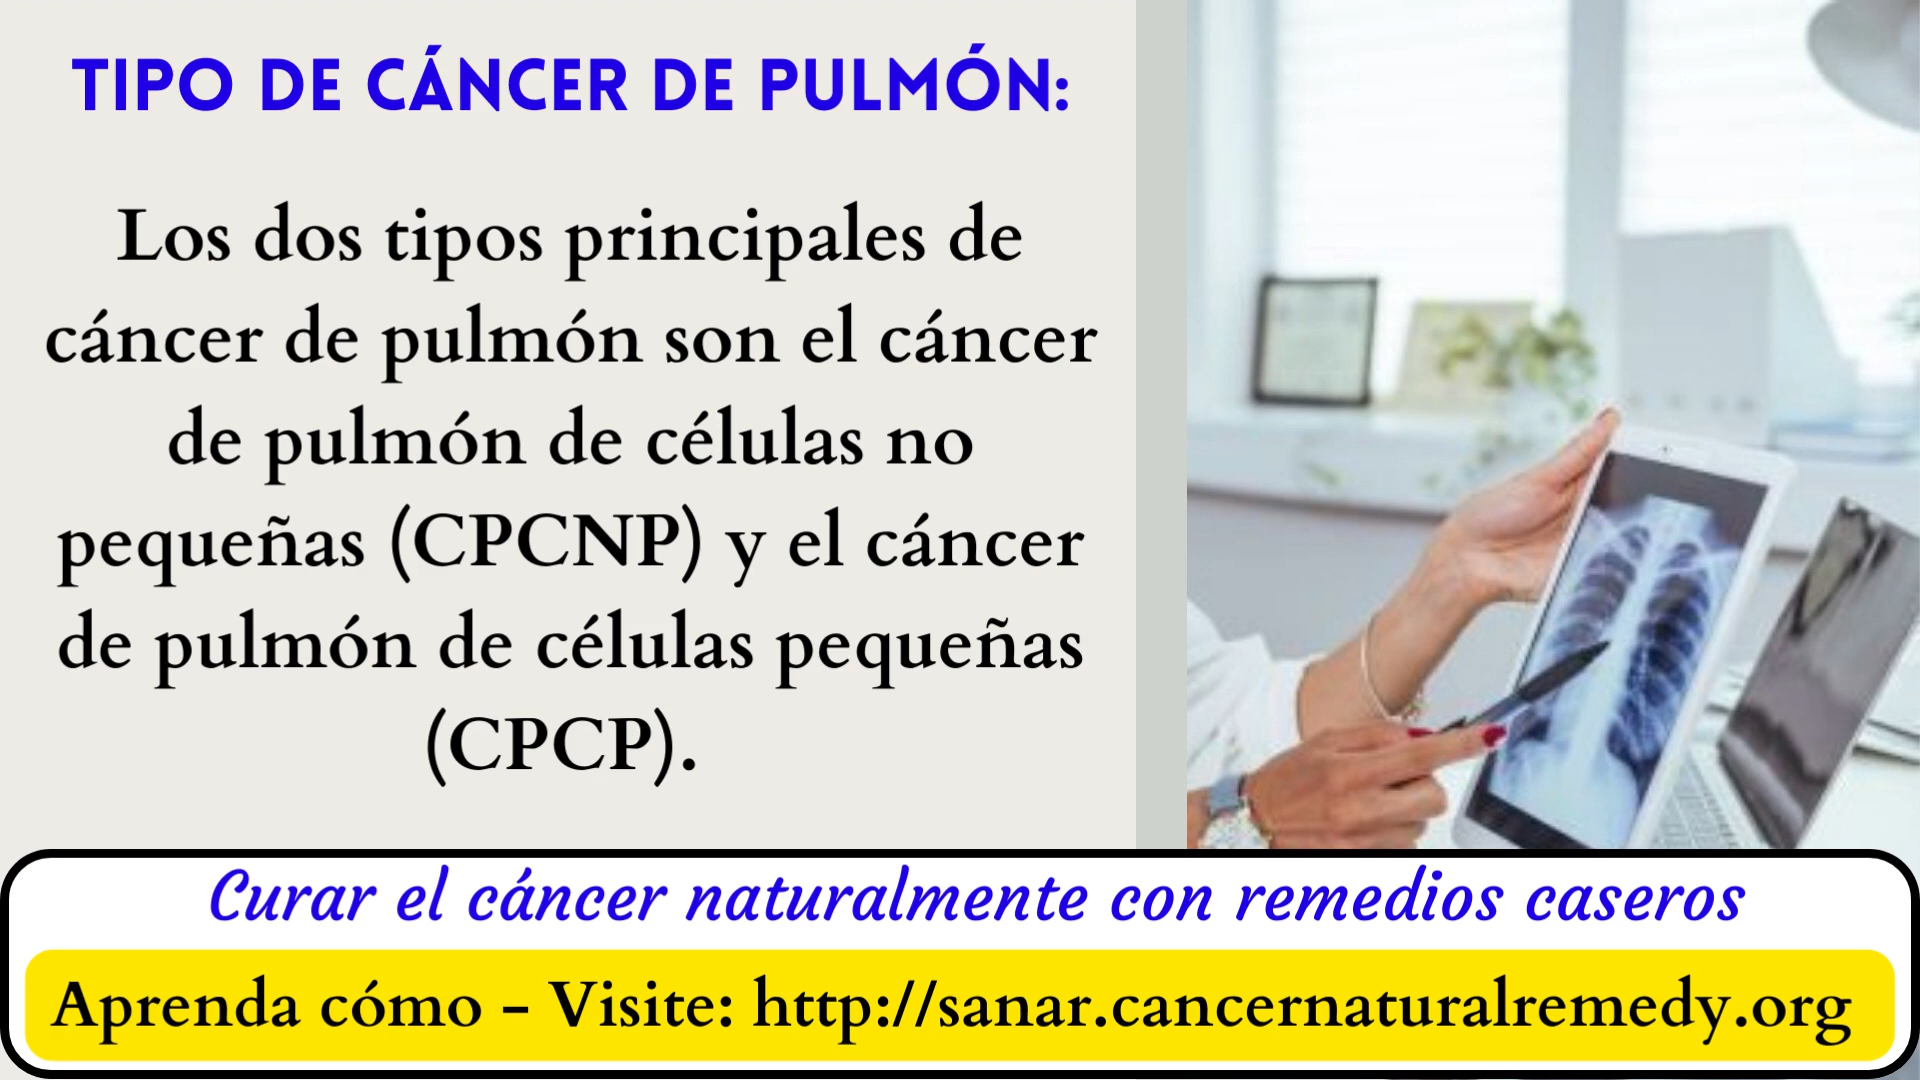 TIPO DE CÁNCER DE PULMÓN:
Los dos tipos principales de
cáncer de pulmón son el cáncer
de pulmón de células no
pequeñas (CPCNP) y el cáncer
de pulmón de células pequeñas
(CPCP).
Curar el cáncer naturalmente con remedios caseros
Aprenda cómo - Visite: http://sanar.cancernaturalremedy.org